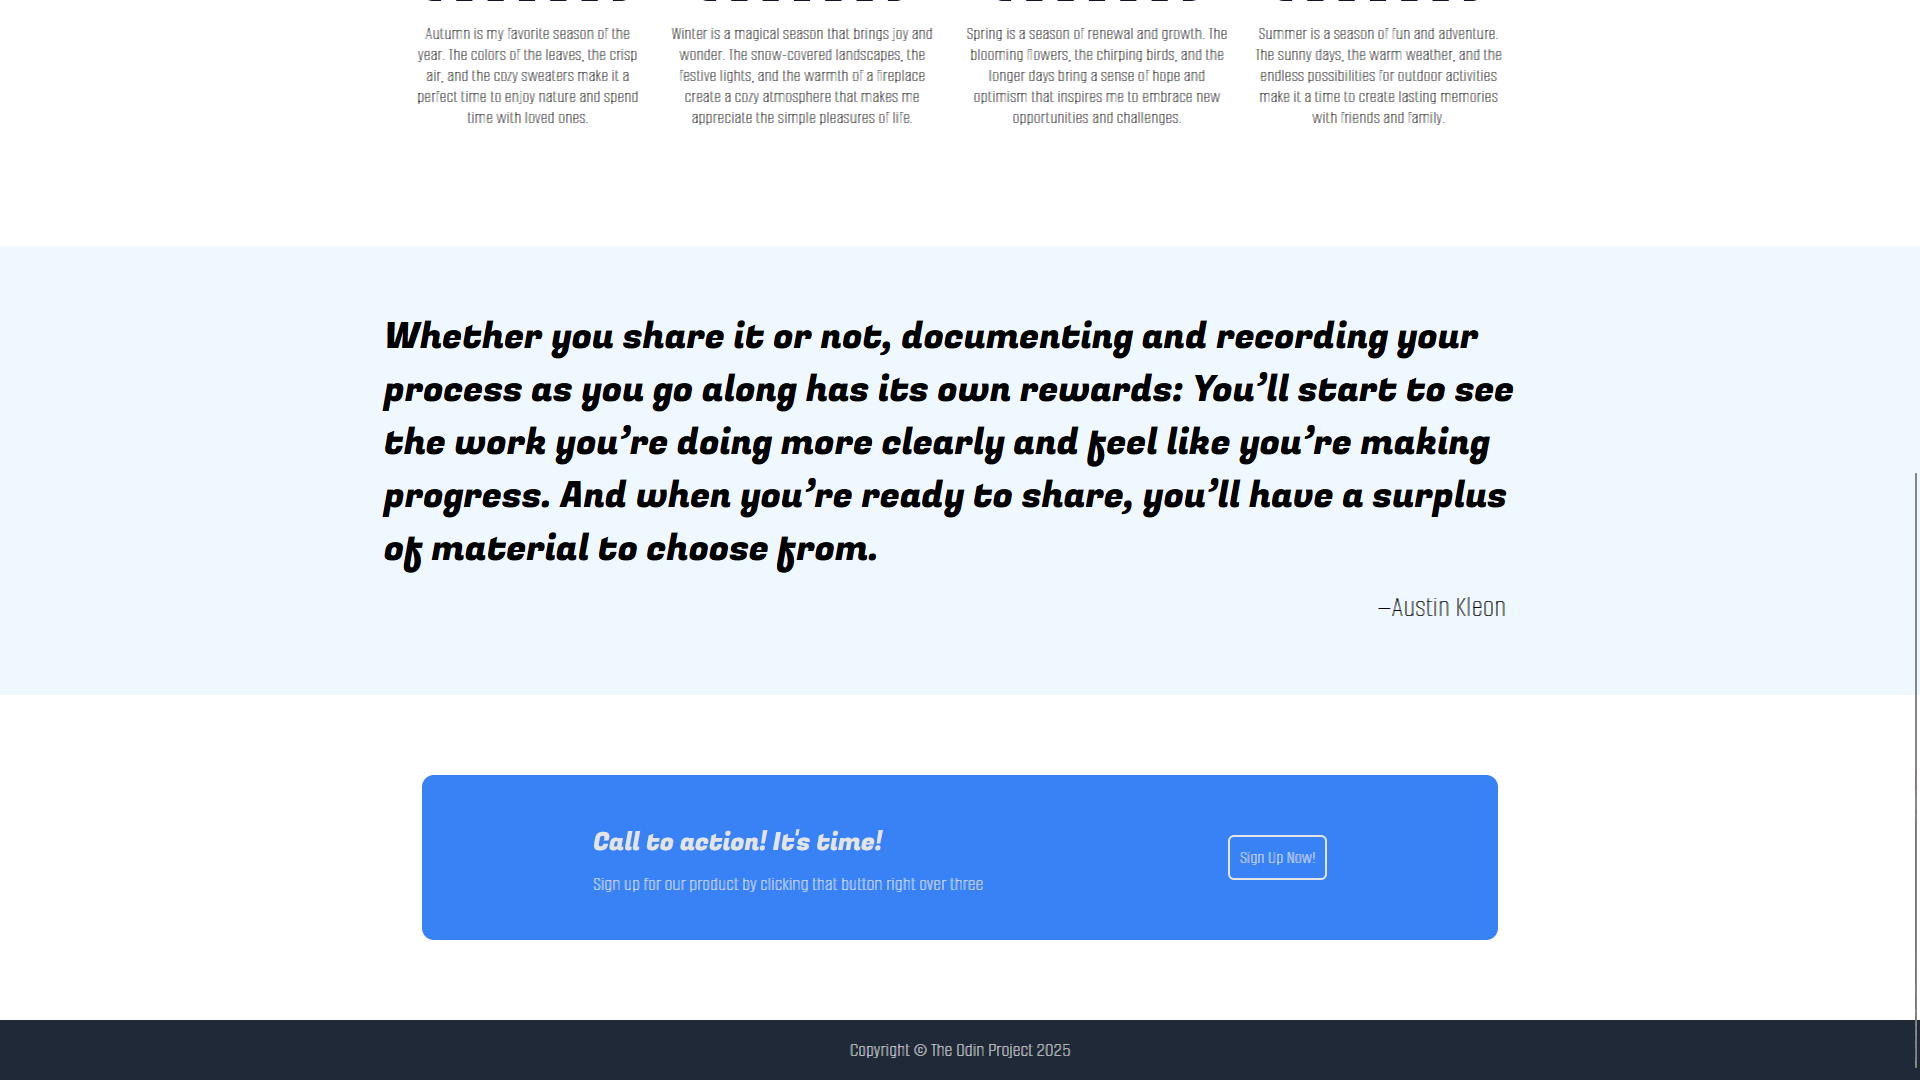 Autumn is my favorite season of the
year. The colors of the leaves, the crisp
air, and the cozy sweaters make it a
perfect time to enjoy nature and spend
time with loved ones.
Winter is a magical season that brings joy and
wonder. The snow-covered landscapes, the
festive lights, and the warmth of a fireplace
create a cozy atmosphere that makes me
appreciate the simple pleasures of life.
Spring is a season of renewal and growth. The
blooming flowers, the chirping birds, and the
longer days bring a sense of hope and
optimism that inspires me to embrace new
opportunities and challenges.
Summer is a season of fun and adventure.
The sunny days, the warm weather, and the
endless possibilities for outdoor activities
make it a time to create lasting memories
with friends and family.
Whether you share it or not, documenting and recording your
process as you go along has its own rewards: You’ll start to see
the work you’re doing more clearly and feel like you’re making
progress. And when you’re ready to share, you’ll have a surplus
of material to choose from.
—Austin Kleon
Call to action! It's time!
Sign up for our product by clicking that button right over three
Sign Up Now!
Copyright © The Odin Project 2025